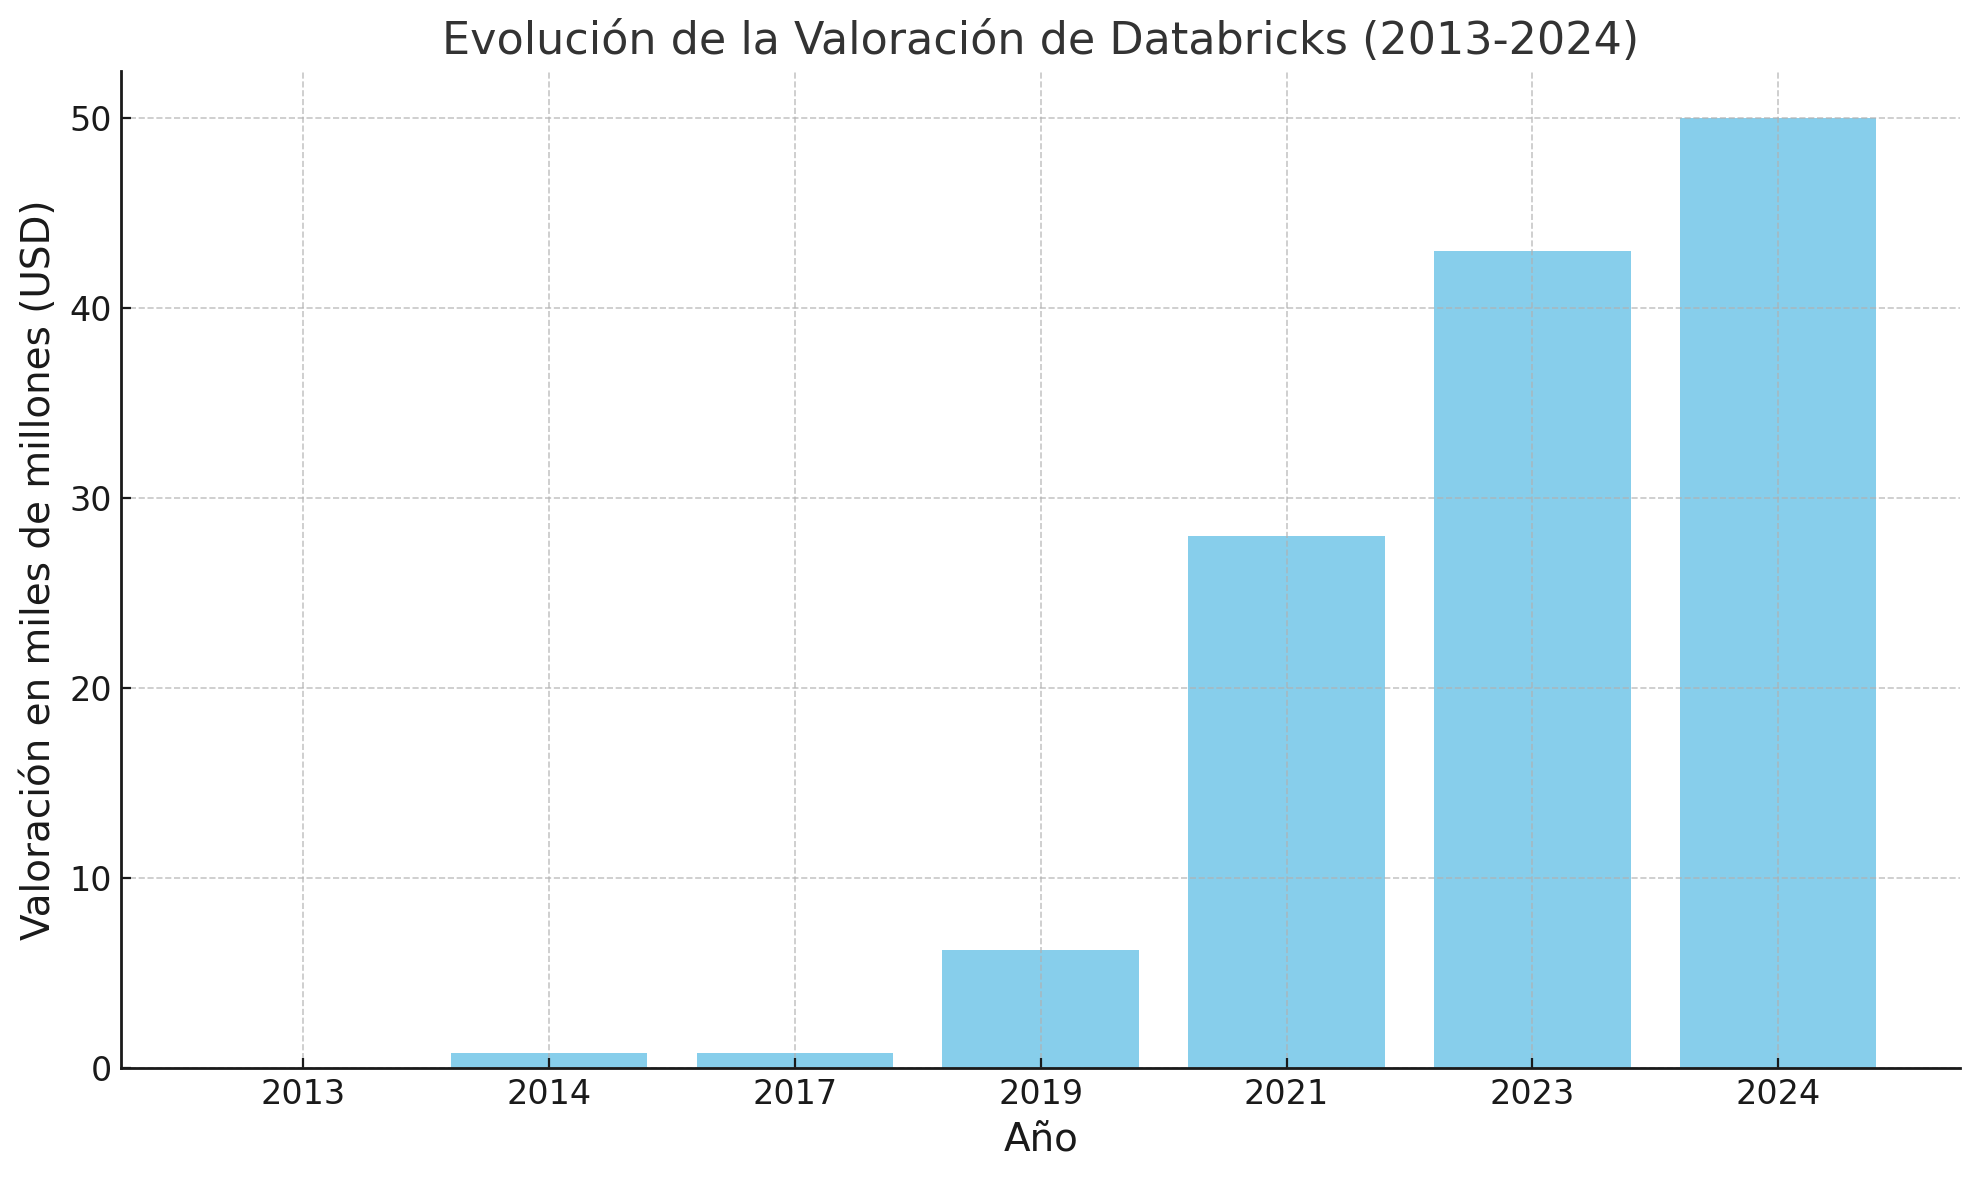 Evolución de la Valoración de Databricks (2013-2024)
Valoración en miles de millones (USD)
50
40
30
20
10
0
2013 2014 2017 2019 2021 2023 2024
Año